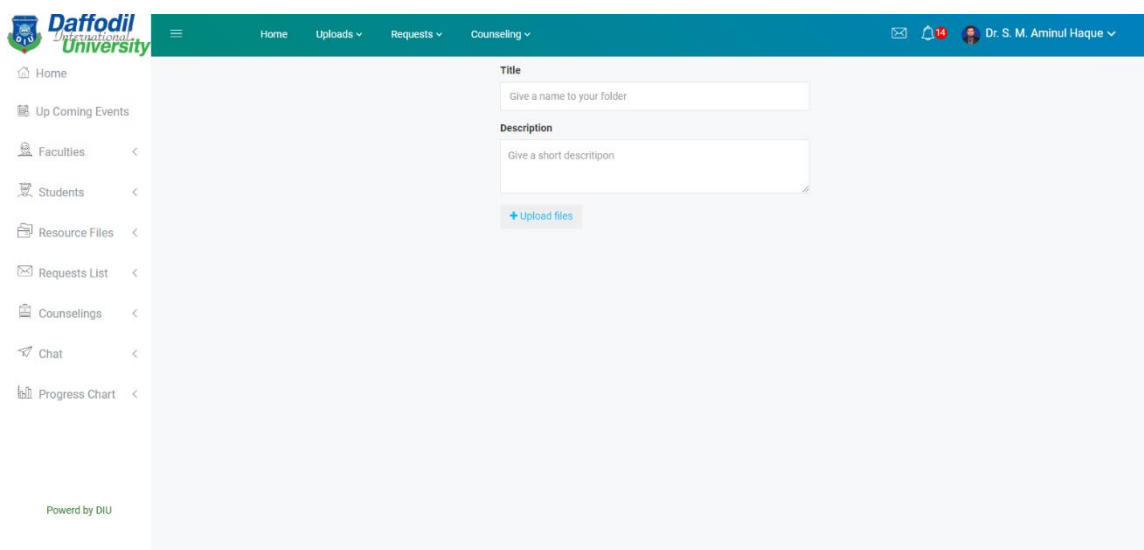 Daffodil
International
University
Home
Uploads
Requests
Counseling
14
Dr. S. M. Aminul Haque
Home
Up Coming Events
Faculties
Students
Resource Files
Requests List
Counselings
Chat
Progress Chart
Powerd by DIU
Title
Give a name to your folder
Description
Give a short descritipon
+ Upload files